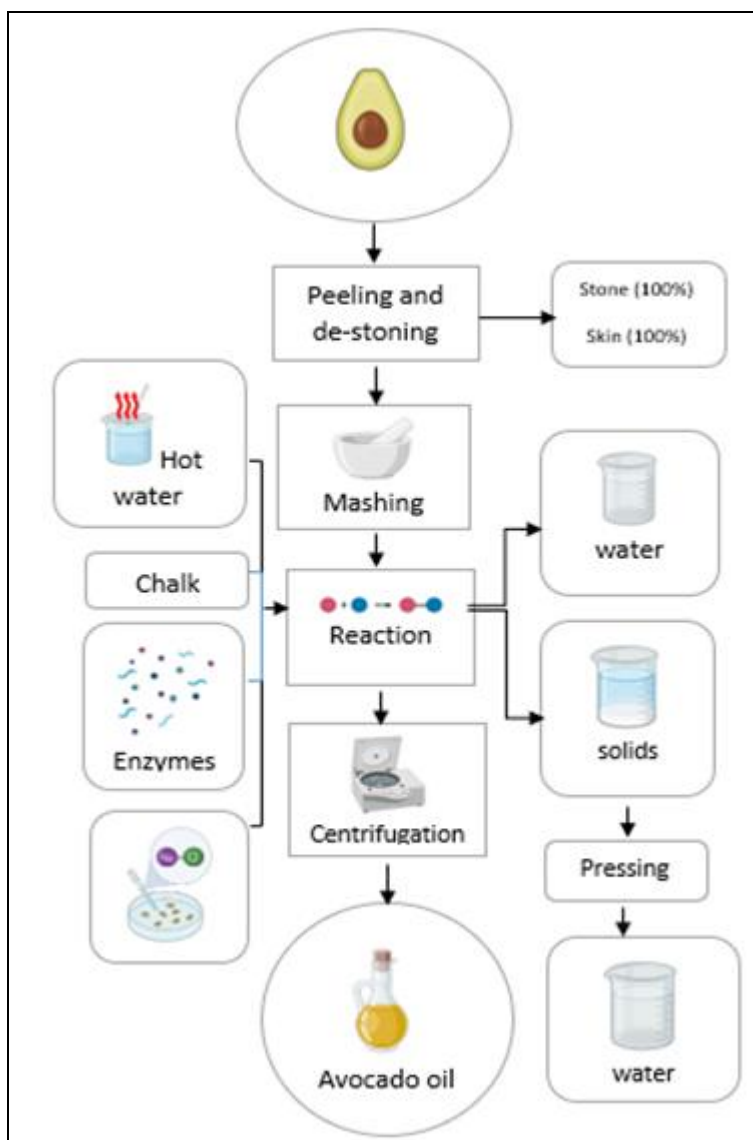 Peeling and
de-stoning
Stone (100%)
Skin (100%)
Hot
water
Mashing
water
Chalk
Reaction
Enzymes
solids
Centrifugation
Pressing
Avocado oil
water